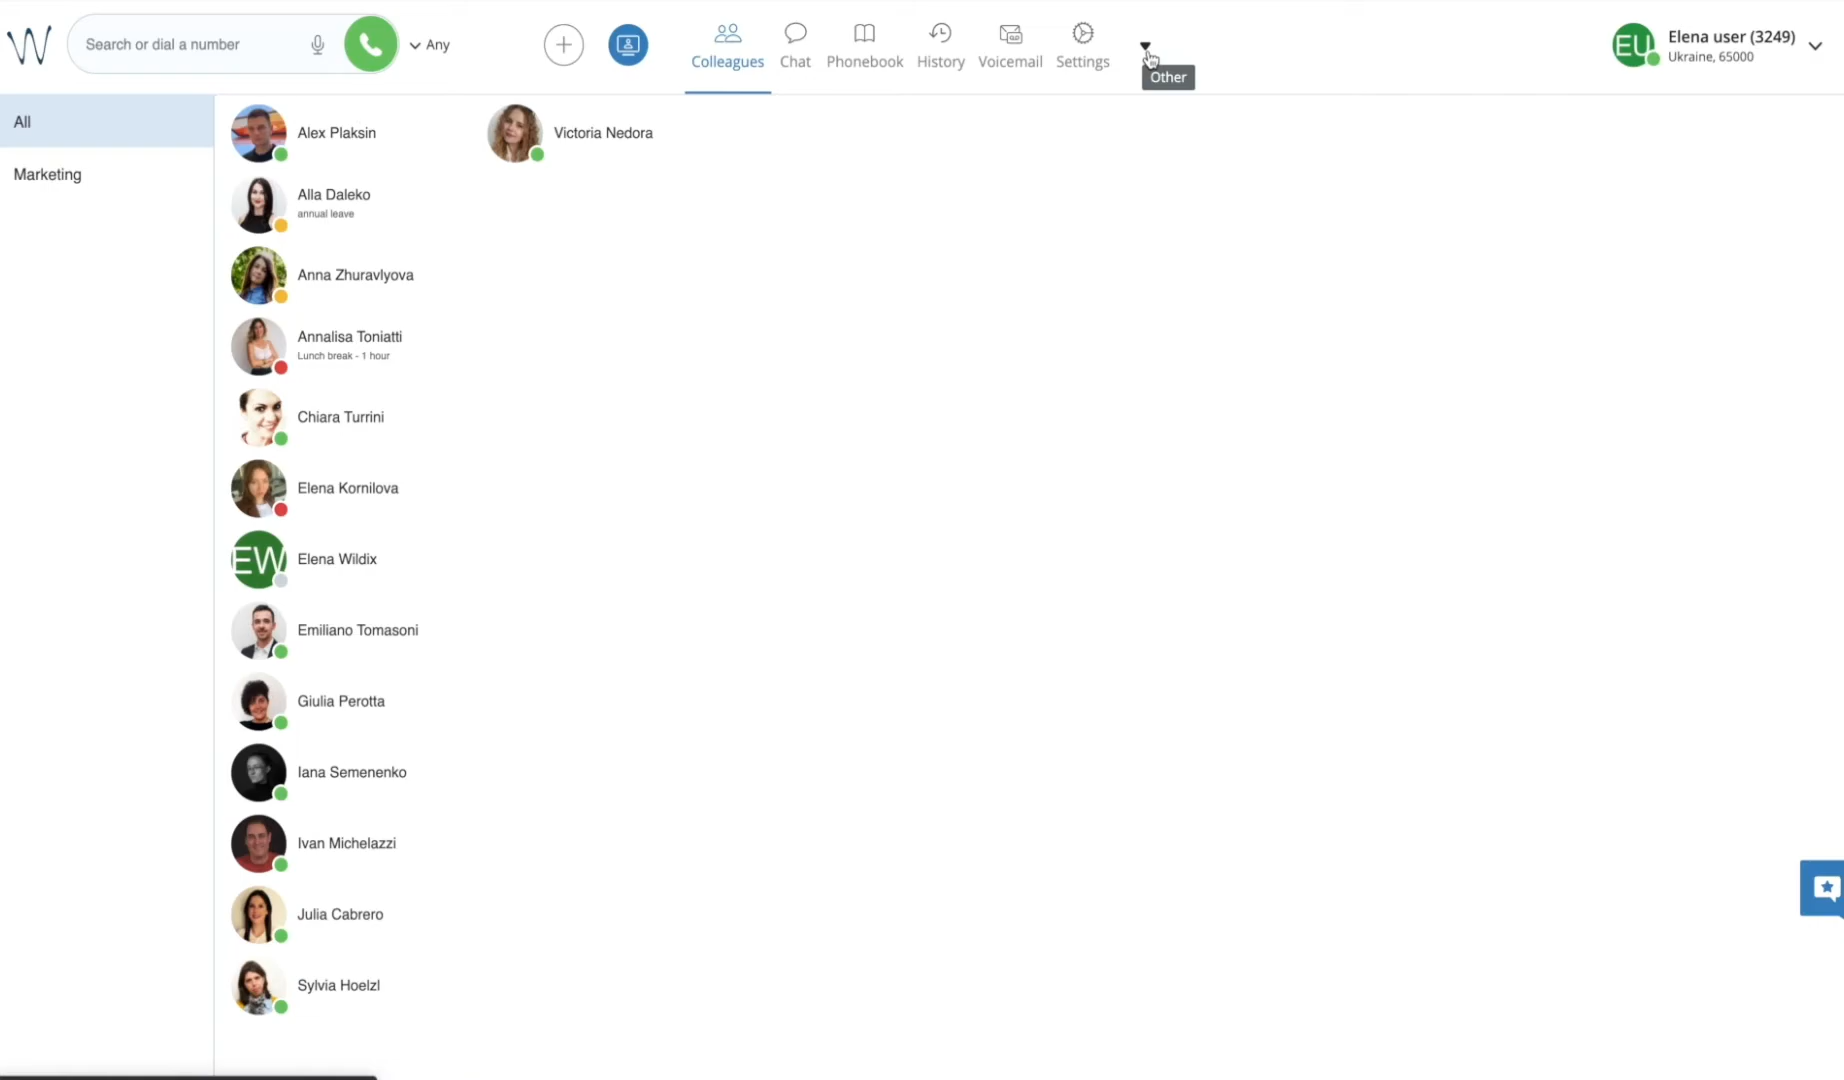 W
Search or dial a number
Any
Colleagues
Chat
Phonebook
History
Voicemail
Settings
Other
EU
Elena user (3249)
Ukraine, 65000
All
Marketing
Alex Plaksin
Alla Daleko
annual leave
Anna Zhuravlyova
Annalisa Toniatti
Lunch break - 1 hour
Chiara Turrini
Elena Kornilova
EW
Elena Wildix
Emiliano Tomasoni
Giulia Perotta
Iana Semenenko
Ivan Michelazzi
Julia Cabrero
Sylvia Hoelzl
Victoria Nedora